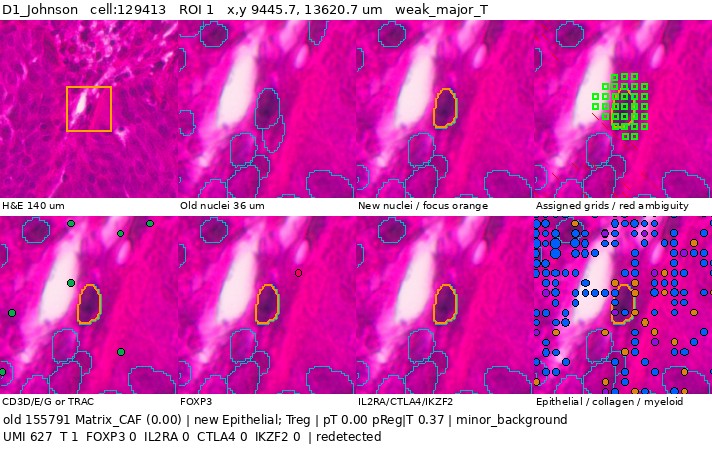 D1_Johnson cell:129413 ROI 1 x,y 9445.7, 13620.7 um weak_major_T
H&E 140 um
Old nuclei 36 um
New nuclei / focus orange
Assigned grids / red ambiguity
CD3D/E/G or TRAC
FOXP3
IL2RA/CTLA4/IKZF2
Epithelial / collagen / myeloid
old 155791 Matrix_CAF (0.00) | new Epithelial; Treg | pT 0.00 pReg|T 0.37 | minor_background
UMI 627 T 1 FOXP3 0 IL2RA 0 CTLA4 0 IKZF2 0 | redetected